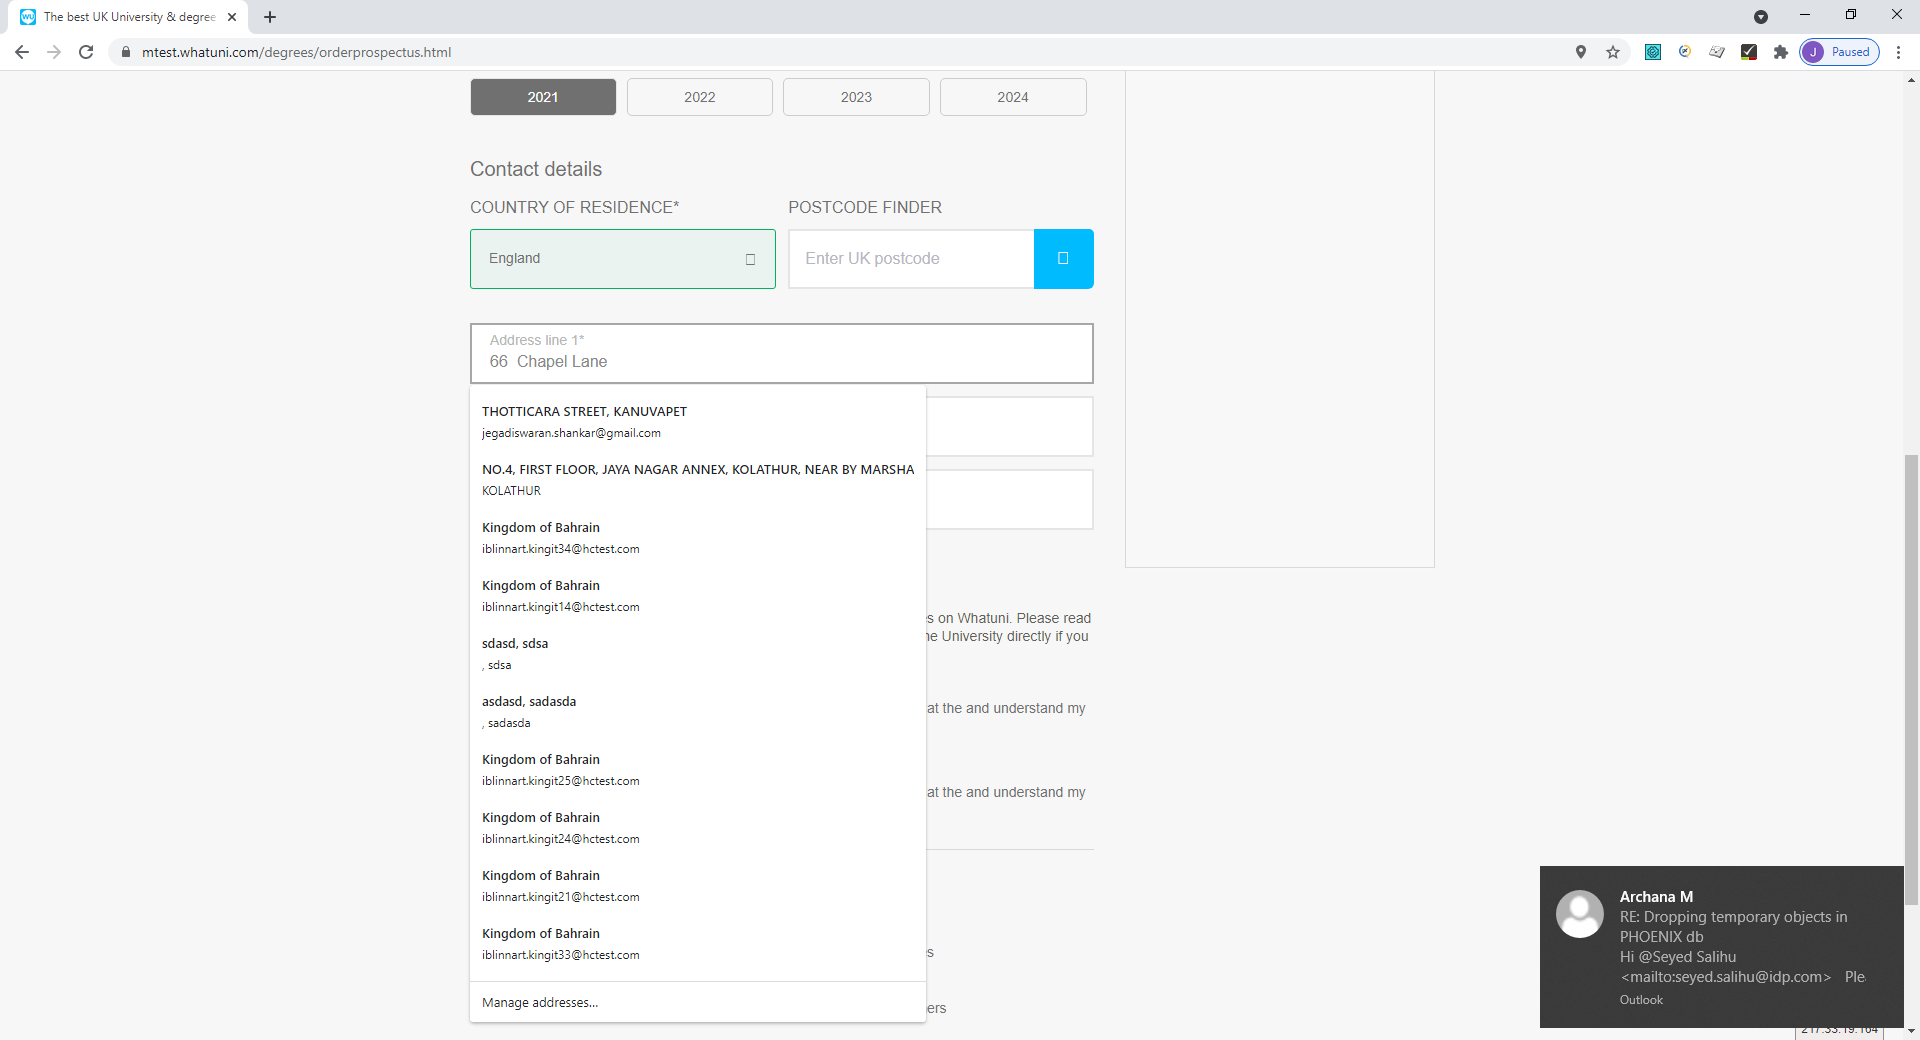 The best UK University & degree
mtest.whatuni.com/degrees/orderprospectus.html
J Paused
2021 2022 2023 2024
Contact details
COUNTRY OF RESIDENCE* POSTCODE FINDER
England Enter UK postcode
Address line 1*
66 Chapel Lane
THOTTICARA STREET, KANUVAPET
jegadiswaran.shankar@gmail.com
NO.4, FIRST FLOOR, JAYA NAGAR ANNEX, KOLATHUR, NEAR BY MARSHA
KOLATHUR
Kingdom of Bahrain
iblinnart.kingit34@hctest.com
Kingdom of Bahrain
iblinnart.kingit14@hctest.com
s on Whatuni. Please read
ne University directly if you
sdasd, sdsa
, sdsa
asdasd, sadasda
, sadasda
at the and understand my
Kingdom of Bahrain
iblinnart.kingit25@hctest.com
at the and understand my
Kingdom of Bahrain
iblinnart.kingit24@hctest.com
Kingdom of Bahrain
iblinnart.kingit21@hctest.com
Kingdom of Bahrain
iblinnart.kingit33@hctest.com
s
Manage addresses...
ers
Archana M
RE: Dropping temporary objects in
PHOENIX db
Hi @Seyed Salihu
<mailto:seyed.salihu@idp.com> Plea
Outlook
217.33.19.164